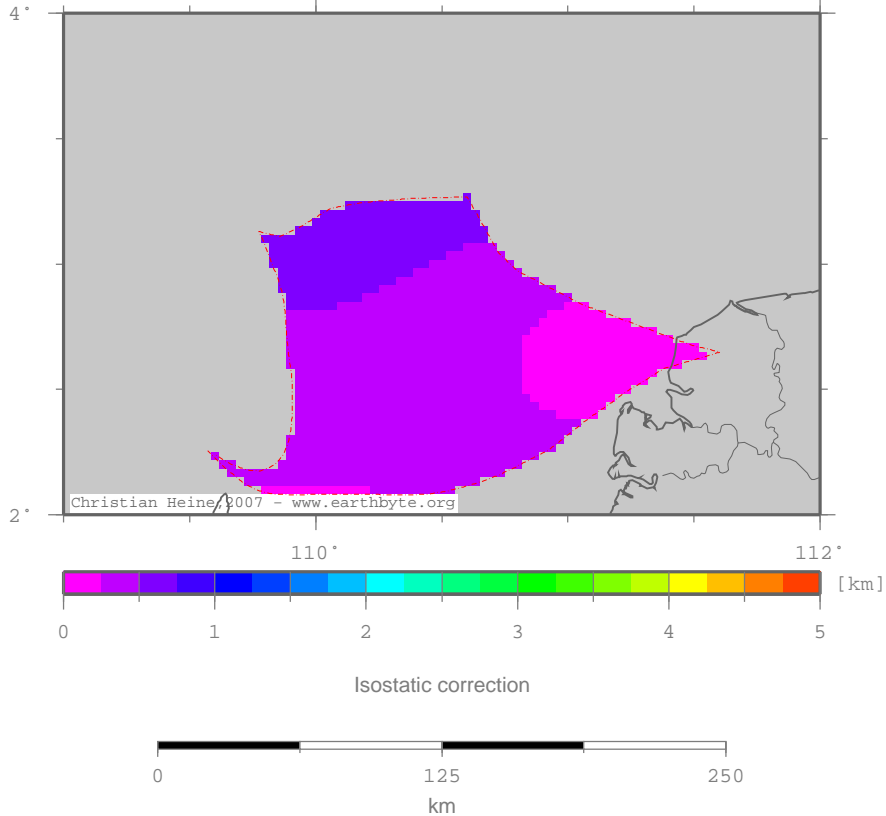 4°
2°
Christian Heine,2007 - www.earthbyte.org
110° 112°
[km]
0 1 2 3 4 5
Isostatic correction
0 125 250
km